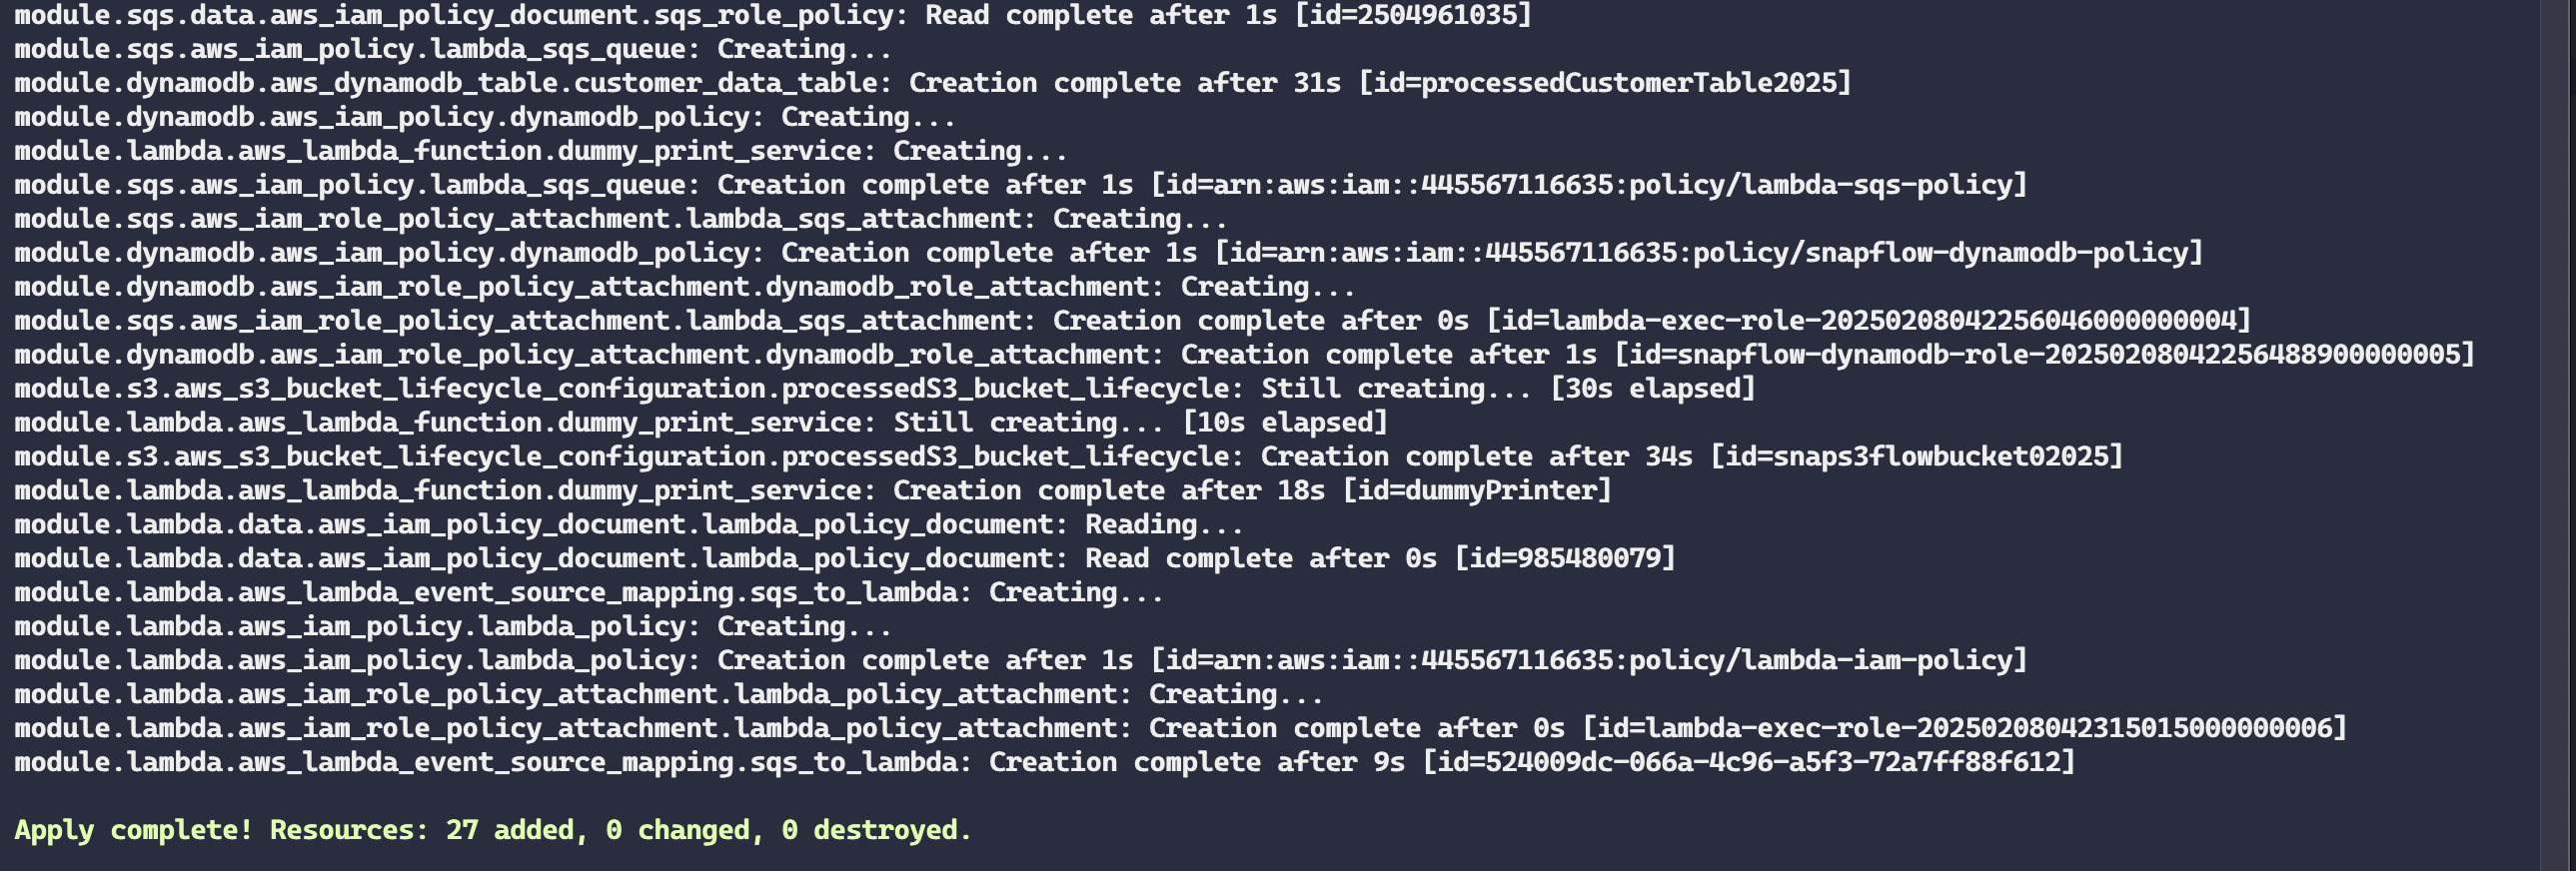 module.sqs.data.aws_iam_policy_document.sqs_role_policy: Read complete after 1s [id=2504961035]
module.sqs.aws_iam_policy.lambda_sqs_queue: Creating...
module.dynamodb.aws_dynamodb_table.customer_data_table: Creation complete after 31s [id=processedCustomerTable2025]
module.dynamodb.aws_iam_policy.dynamodb_policy: Creating...
module.lambda.aws_lambda_function.dummy_print_service: Creating...
module.sqs.aws_iam_policy.lambda_sqs_queue: Creation complete after 1s [id=arn:aws:iam::445567116635:policy/lambda-sqs-policy]
module.sqs.aws_iam_role_policy_attachment.lambda_sqs_attachment: Creating...
module.dynamodb.aws_iam_policy.dynamodb_policy: Creation complete after 1s [id=arn:aws:iam::445567116635:policy/snapflow-dynamodb-policy]
module.dynamodb.aws_iam_role_policy_attachment.dynamodb_role_attachment: Creating...
module.sqs.aws_iam_role_policy_attachment.lambda_sqs_attachment: Creation complete after 0s [id=lambda-exec-role-20250208042256046000000004]
module.dynamodb.aws_iam_role_policy_attachment.dynamodb_role_attachment: Creation complete after 1s [id=snapflow-dynamodb-role-20250208042256488900000005]
module.s3.aws_s3_bucket_lifecycle_configuration.processedS3_bucket_lifecycle: Still creating... [30s elapsed]
module.lambda.aws_lambda_function.dummy_print_service: Still creating... [10s elapsed]
module.s3.aws_s3_bucket_lifecycle_configuration.processedS3_bucket_lifecycle: Creation complete after 34s [id=snaps3flowbucket02025]
module.lambda.aws_lambda_function.dummy_print_service: Creation complete after 18s [id=dummyPrinter]
module.lambda.data.aws_iam_policy_document.lambda_policy_document: Reading...
module.lambda.data.aws_iam_policy_document.lambda_policy_document: Read complete after 0s [id=985480079]
module.lambda.aws_lambda_event_source_mapping.sqs_to_lambda: Creating...
module.lambda.aws_iam_policy.lambda_policy: Creating...
module.lambda.aws_iam_policy.lambda_policy: Creation complete after 1s [id=arn:aws:iam::445567116635:policy/lambda-iam-policy]
module.lambda.aws_iam_role_policy_attachment.lambda_policy_attachment: Creating...
module.lambda.aws_iam_role_policy_attachment.lambda_policy_attachment: Creation complete after 0s [id=lambda-exec-role-20250208042315015000000006]
module.lambda.aws_lambda_event_source_mapping.sqs_to_lambda: Creation complete after 9s [id=524009dc-066a-4c96-a5f3-72a7ff88f612]
Apply complete! Resources: 27 added, 0 changed, 0 destroyed.